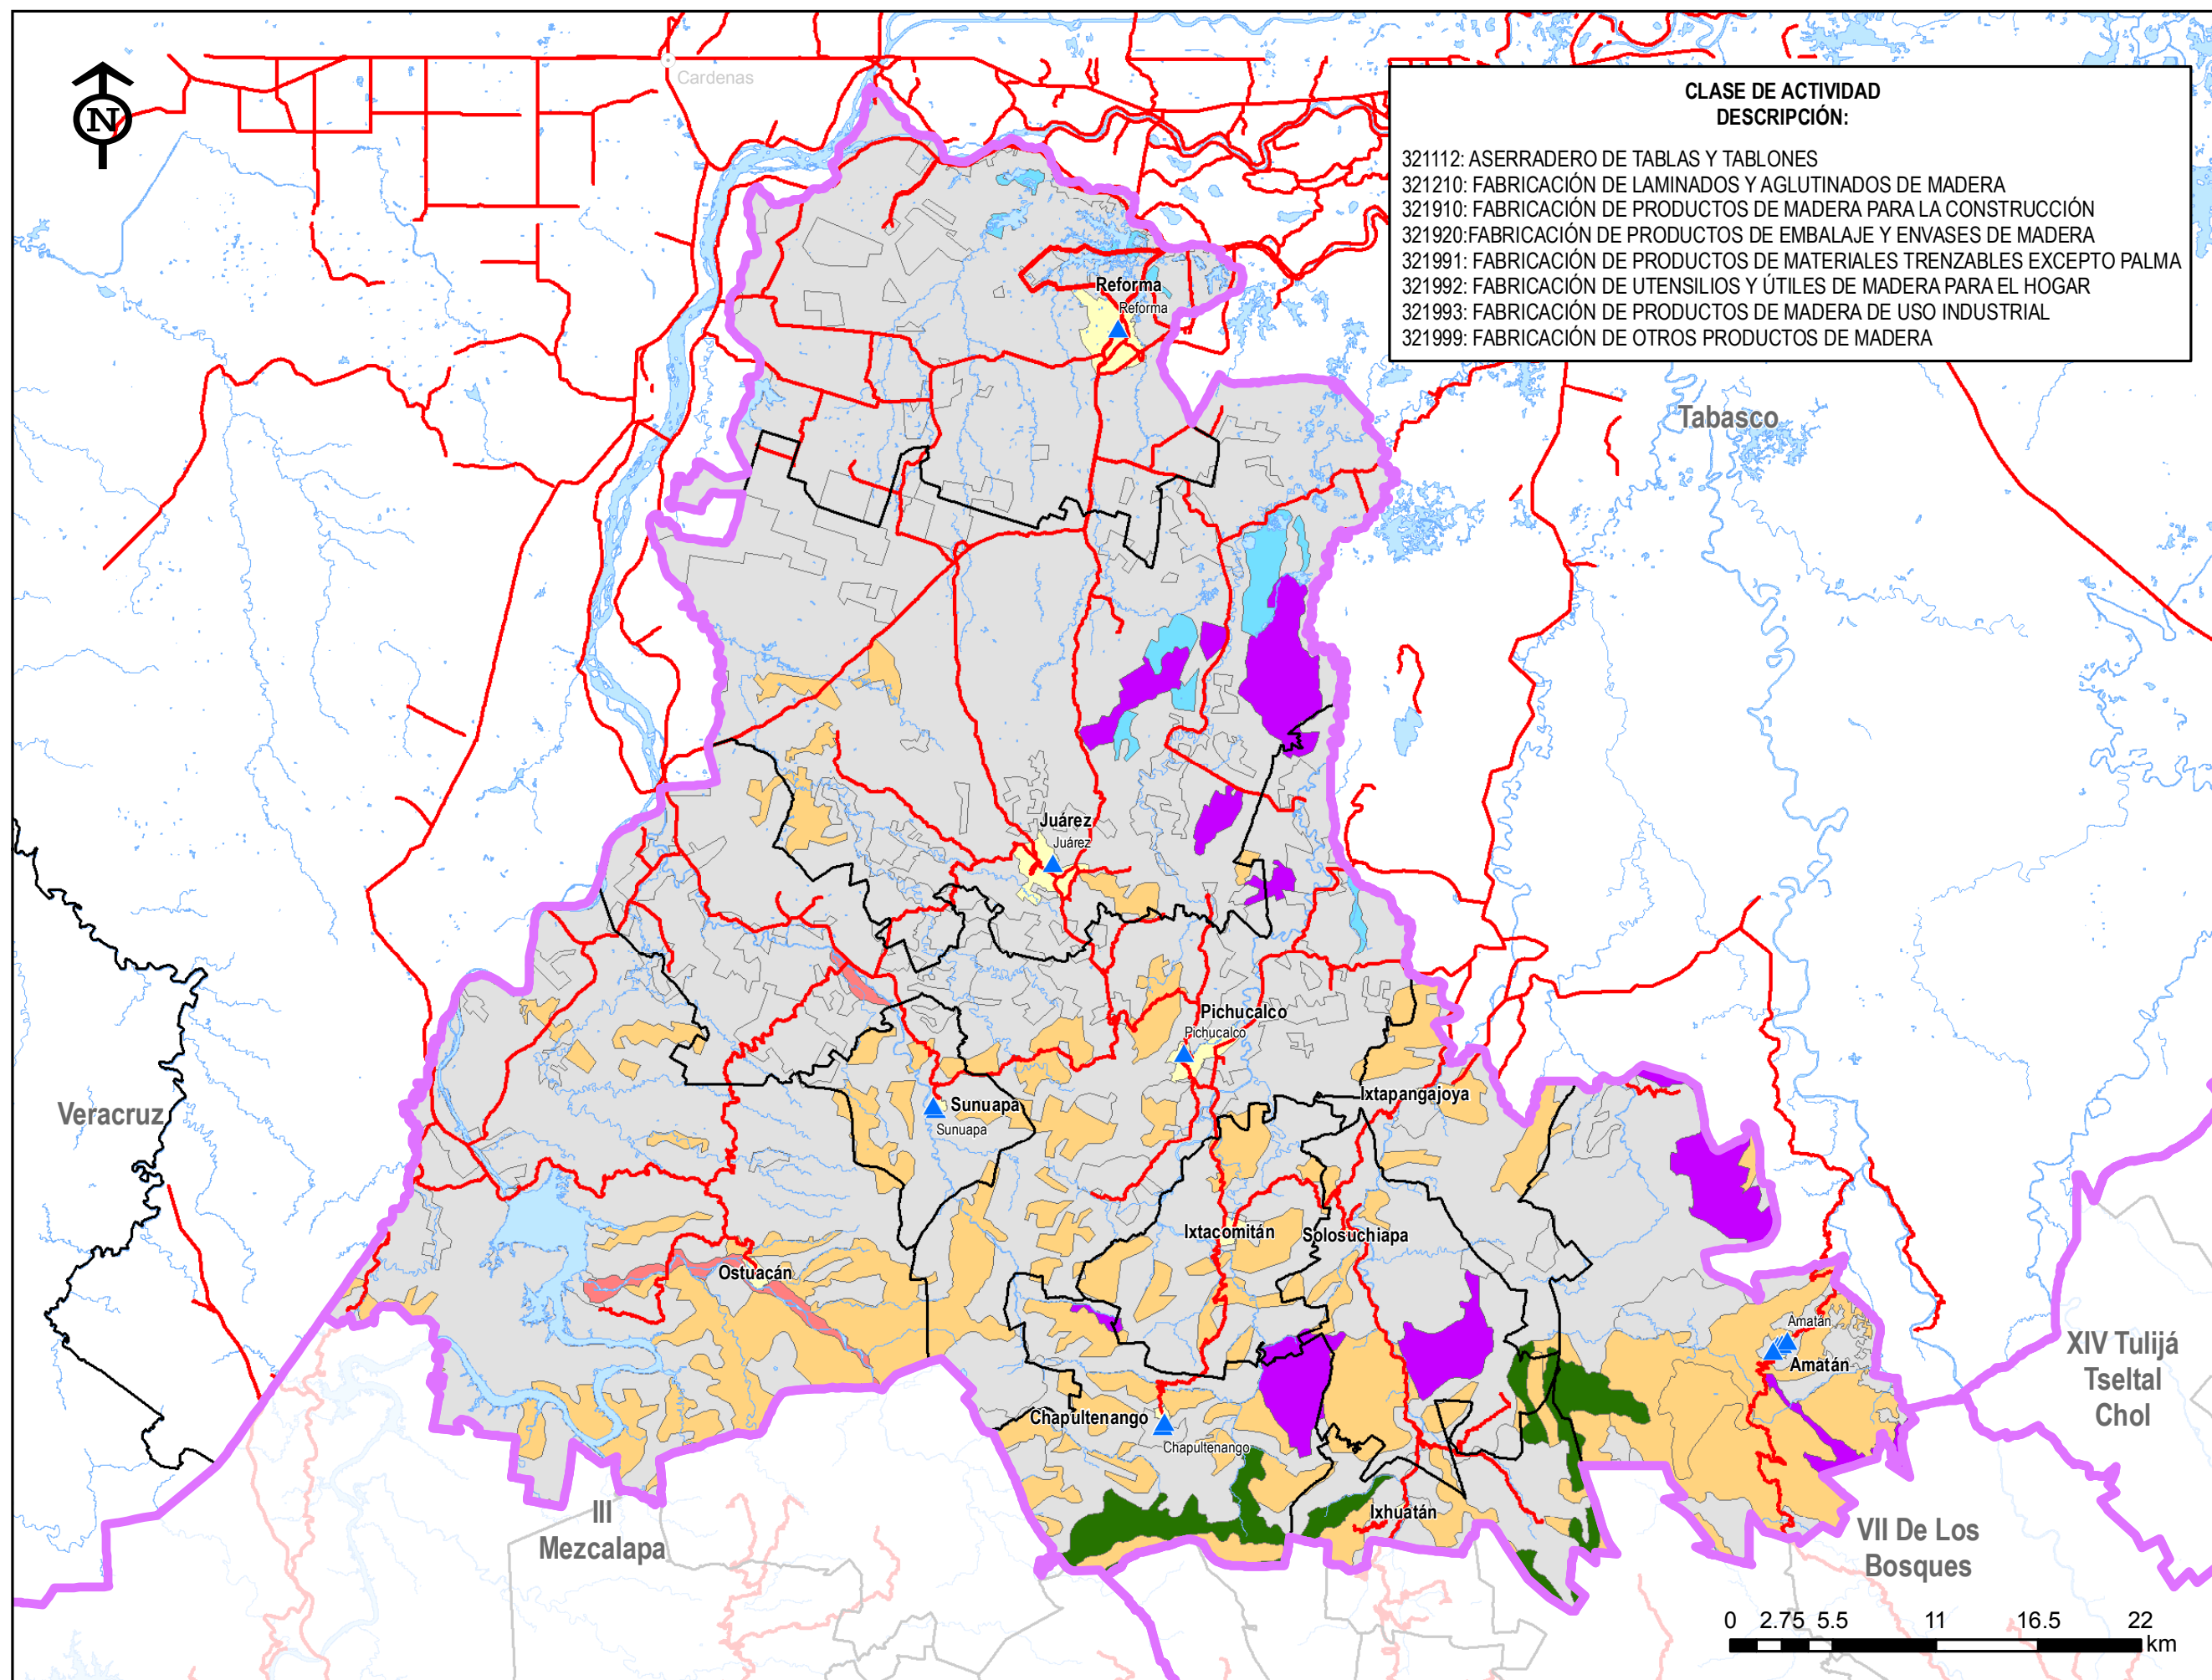 N
Cardenas
CLASE DE ACTIVIDAD
DESCRIPCIÓN:
321112: ASERRADERO DE TABLAS Y TABLONES
321210: FABRICACIÓN DE LAMINADOS Y AGLUTINADOS DE MADERA
321910: FABRICACIÓN DE PRODUCTOS DE MADERA PARA LA CONSTRUCCIÓN
321920:FABRICACIÓN DE PRODUCTOS DE EMBALAJE Y ENVASES DE MADERA
321991: FABRICACIÓN DE PRODUCTOS DE MATERIALES TRENZABLES EXCEPTO PALMA
321992: FABRICACIÓN DE UTENSILIOS Y ÚTILES DE MADERA PARA EL HOGAR
321993: FABRICACIÓN DE PRODUCTOS DE MADERA DE USO INDUSTRIAL
321999: FABRICACIÓN DE OTROS PRODUCTOS DE MADERA
Reforma
Reforma
Tabasco
Juárez
Juárez
Pichucalco
Pichucalco
Ixtapangajoya
Sunuapa
Sunuapa
Veracruz
Ixtacomitán
Solosuchiapa
Ostuacán
Amatán
Amatán
XIV Tulijá
Tseltal
Chol
Chapultenango
Chapultenango
Ixhuatán
III
Mezcalapa
VII De Los
Bosques
0 2.75 5.5 11 16.5 22
km